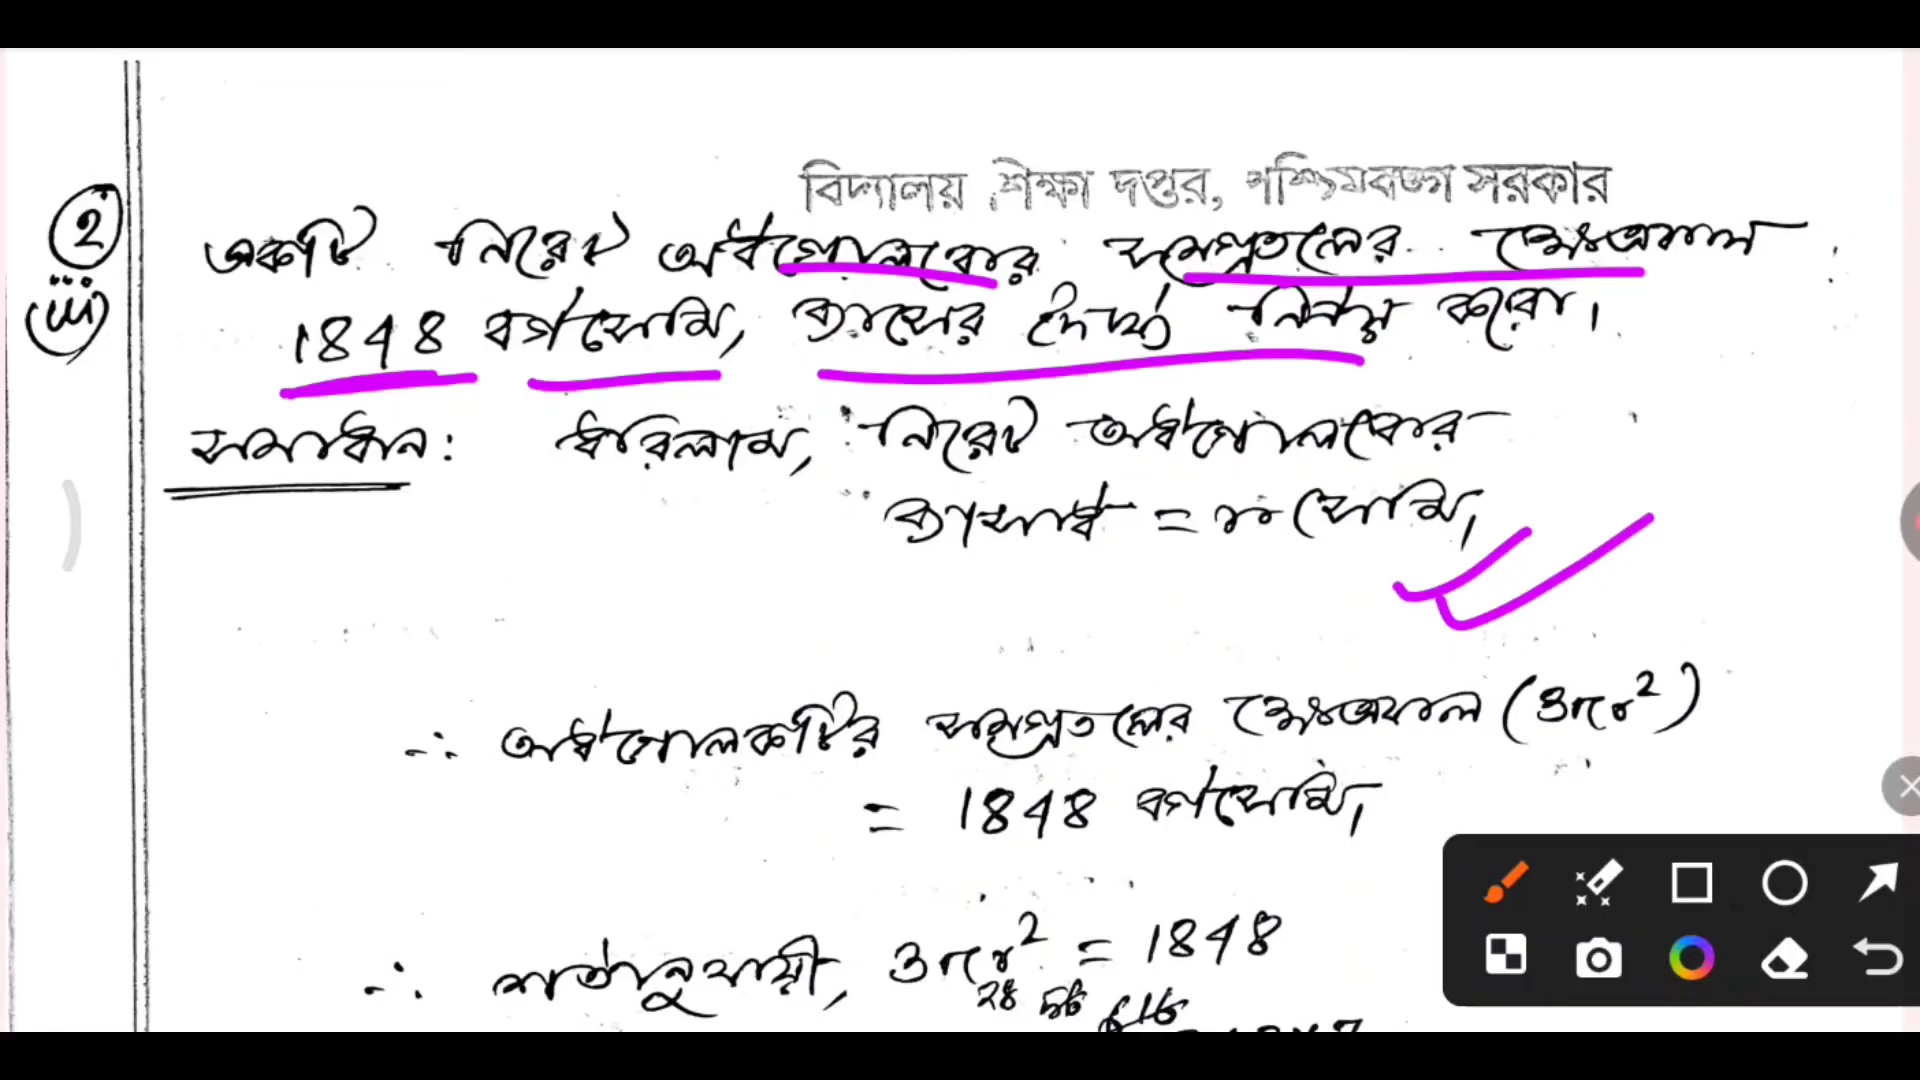 বিদ্যালয় শিক্ষা দপ্তর, পশ্চিমবঙ্গ সরকার
2
iii
একটি নিরেট অর্ধগোলকের সমগ্রতলের ক্ষেত্রফল
1848 বর্গসেমি, ব্যাসের দৈর্ঘ্য নির্ণয় করো।
সমাধান: ধরিলাম, নিরেট অর্ধগোলকের
ব্যাসার্ধ = r সেমি,
∴ অর্ধগোলকটির সমগ্রতলের ক্ষেত্রফল (3πr²)
= 1848 বর্গসেমি,
∴ শর্তানুযায়ী, 3πr² = 1848
616